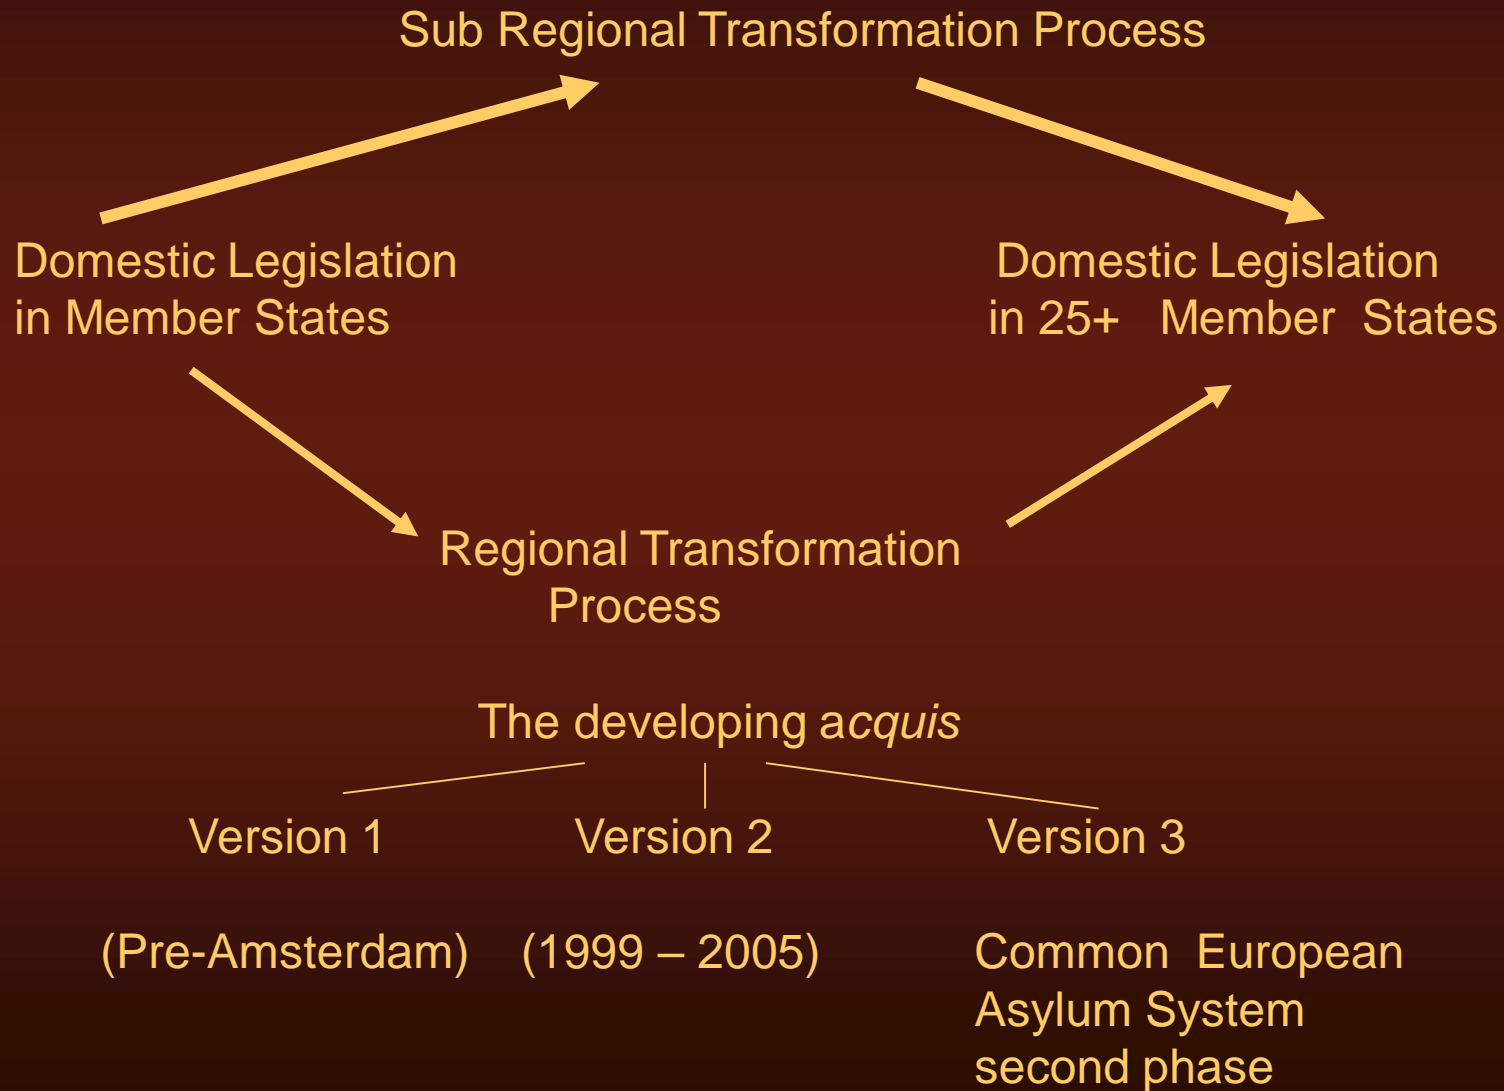 Sub Regional Transformation Process
Domestic Legislation
in Member States
Domestic Legislation
in 25+ Member States
Regional Transformation
Process
The developing acquis
Version 1
Version 2
Version 3
(Pre-Amsterdam)
(1999 – 2005)
Common European
Asylum System
second phase